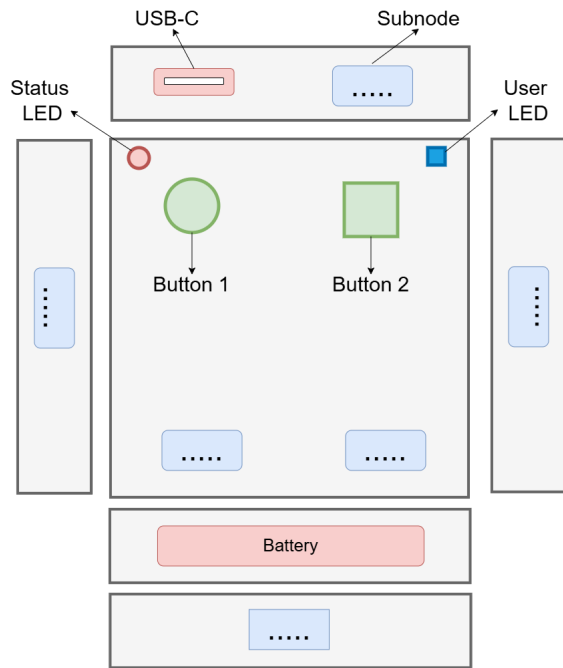 USB-C
Subnode
Status
LED
User
LED
Button 1
Button 2
Battery